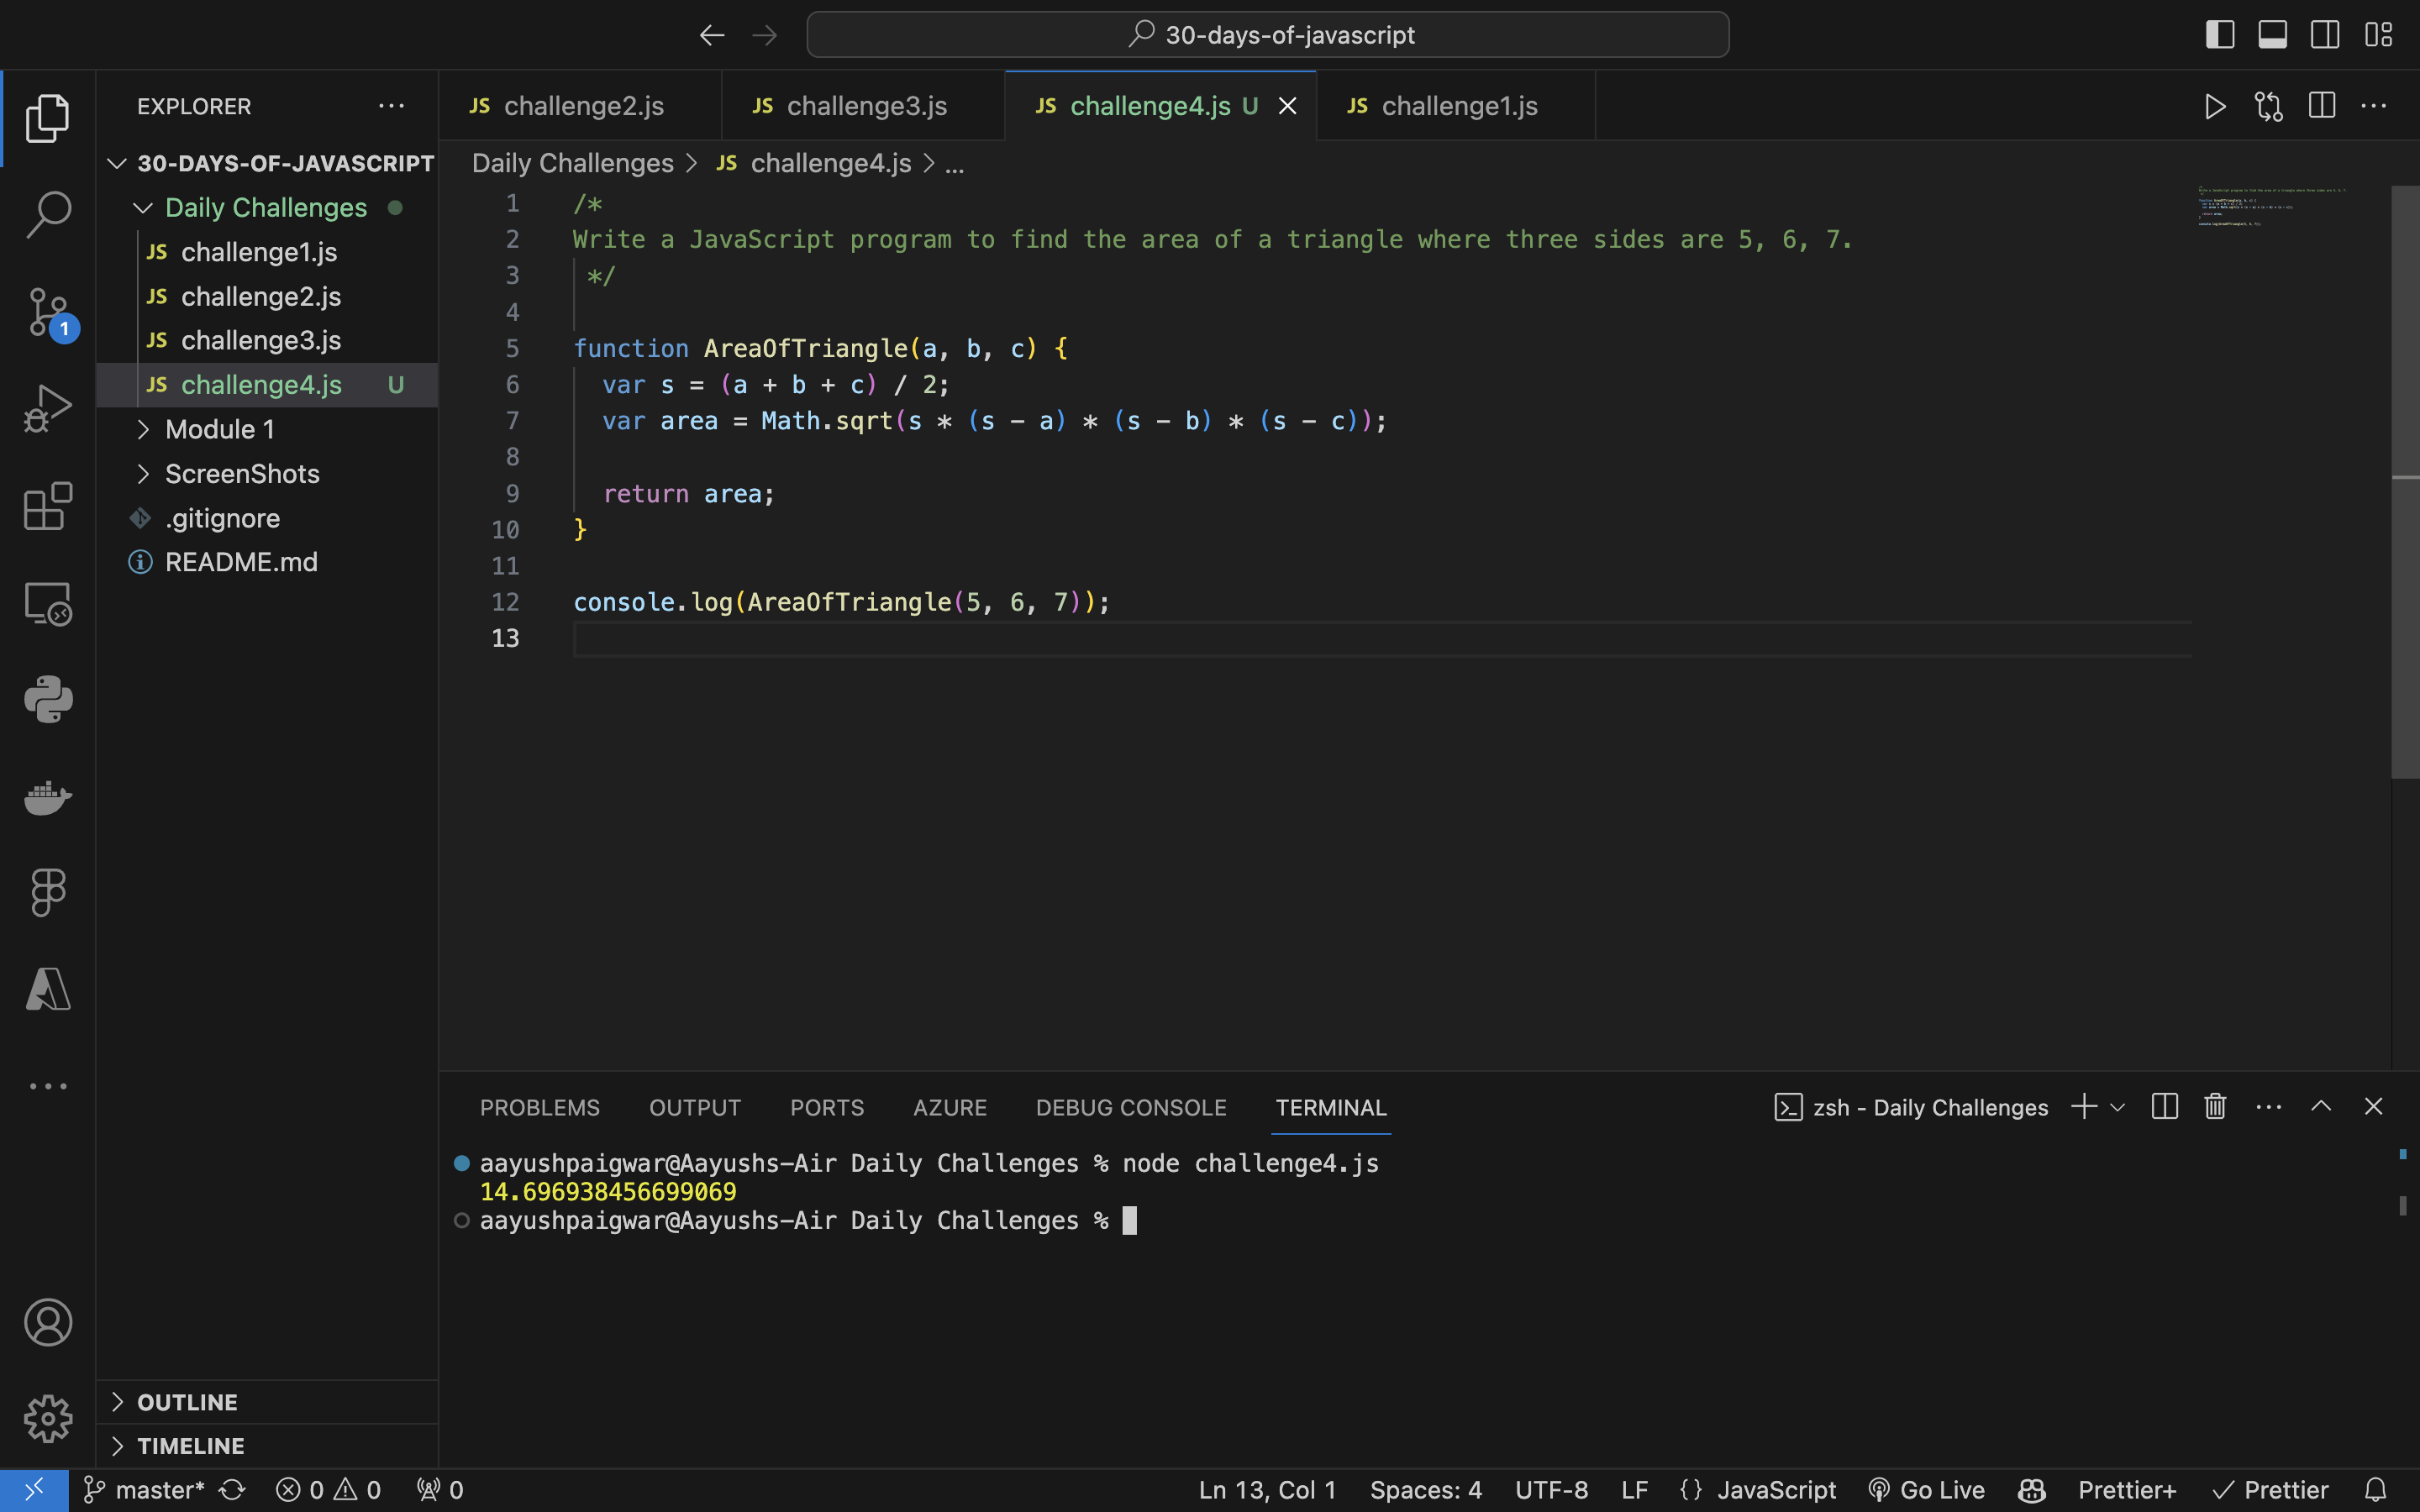 30-days-of-javascript
EXPLORER
JS challenge2.js
JS challenge3.js
JS challenge4.js U
JS challenge1.js
30-DAYS-OF-JAVASCRIPT
Daily Challenges
JS challenge1.js
JS challenge2.js
JS challenge3.js
JS challenge4.js U
Module 1
ScreenShots
.gitignore
README.md
OUTLINE
TIMELINE
1
Daily Challenges > JS challenge4.js > ...
1 /*
2 Write a JavaScript program to find the area of a triangle where three sides are 5, 6, 7.
3 */
4
5 function AreaOfTriangle(a, b, c) {
6 var s = (a + b + c) / 2;
7 var area = Math.sqrt(s * (s - a) * (s - b) * (s - c));
8
9 return area;
10 }
11
12 console.log(AreaOfTriangle(5, 6, 7));
13
PROBLEMS OUTPUT PORTS AZURE DEBUG CONSOLE TERMINAL
zsh - Daily Challenges
aayushpaigwar@Aayushs-Air Daily Challenges % node challenge4.js
14.696938456699069
aayushpaigwar@Aayushs-Air Daily Challenges %
master* 0 0 0
Ln 13, Col 1 Spaces: 4 UTF-8 LF {} JavaScript Go Live Prettier+ Prettier